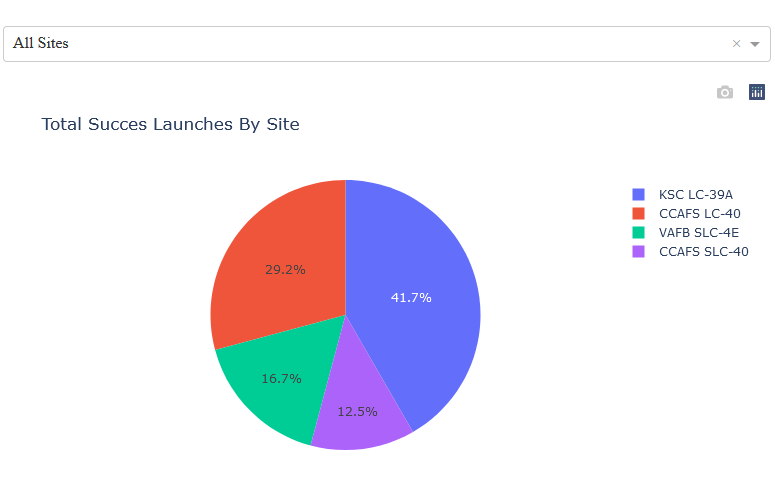 All Sites
Total Succes Launches By Site
KSC LC-39A
CCAFS LC-40
VAFB SLC-4E
CCAFS SLC-40
29.2%
41.7%
16.7%
12.5%